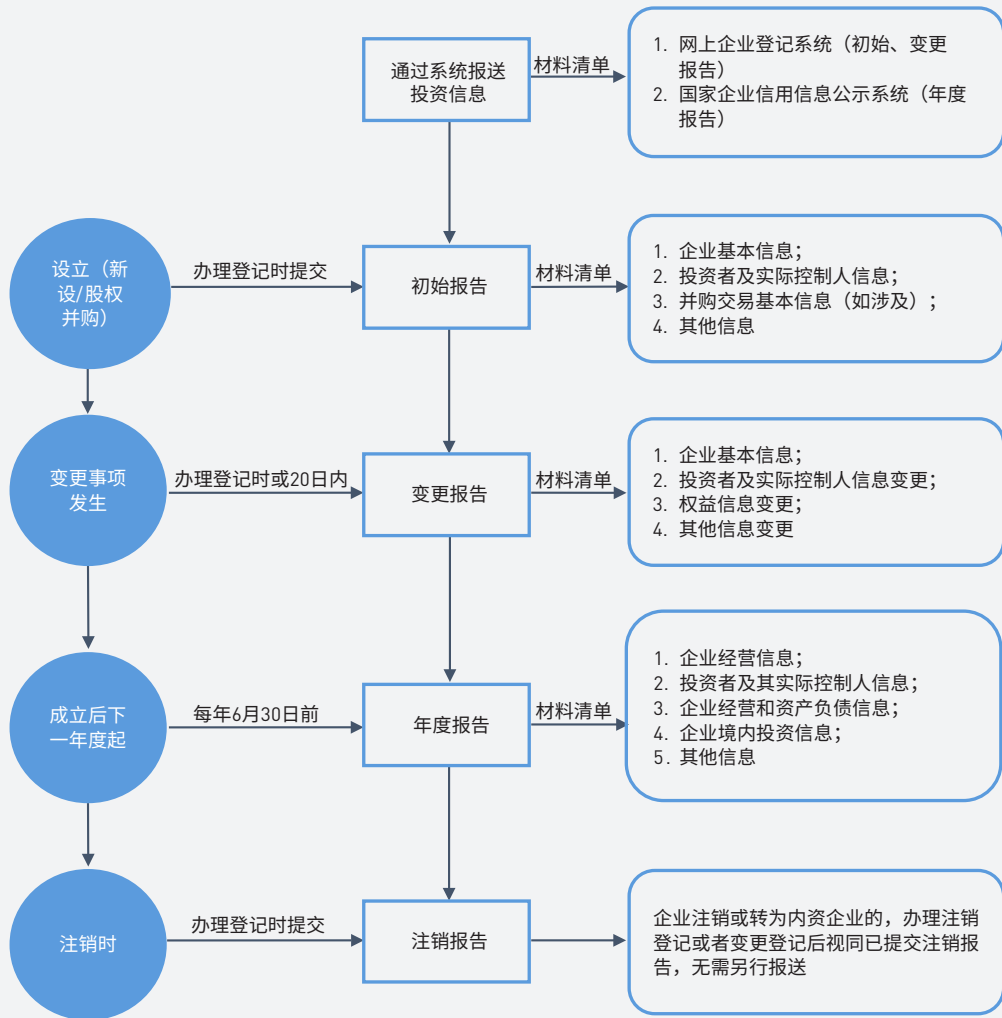 通过系统报送
投资信息
材料清单
1. 网上企业登记系统（初始、变更
报告）
2. 国家企业信用信息公示系统（年度
报告）
设立（新
设/股权
并购）
办理登记时提交
初始报告
材料清单
1. 企业基本信息；
2. 投资者及实际控制人信息；
3. 并购交易基本信息（如涉及）；
4. 其他信息
变更事项
发生
办理登记时或20日内
变更报告
材料清单
1. 企业基本信息；
2. 投资者及实际控制人信息变更；
3. 权益信息变更；
4. 其他信息变更
成立后下
一年度起
每年6月30日前
年度报告
材料清单
1. 企业经营信息；
2. 投资者及其实际控制人信息；
3. 企业经营和资产负债信息；
4. 企业境内投资信息；
5. 其他信息
注销时
办理登记时提交
注销报告
企业注销或转为内资企业的，办理注销
登记或者变更登记后视同已提交注销报
告，无需另行报送